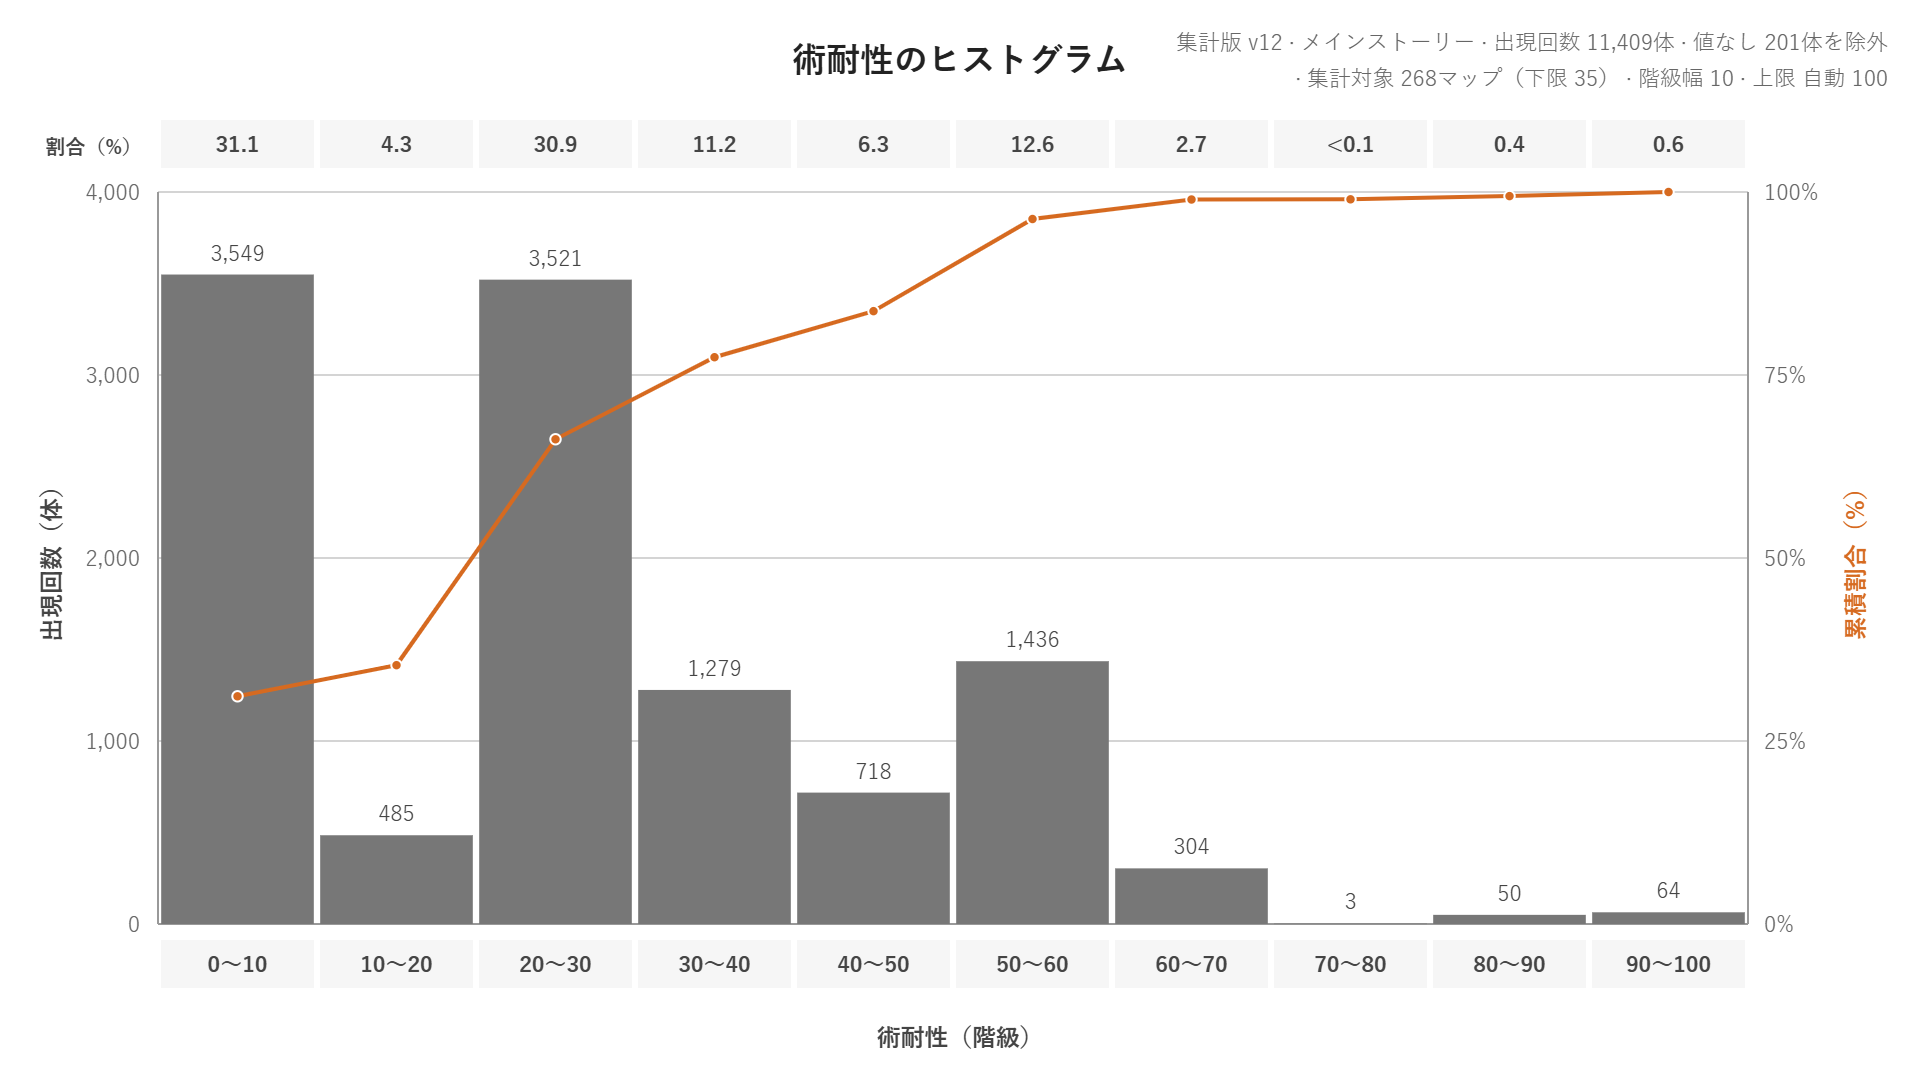 術耐性のヒストグラム
集計版 v12 · メインストーリー · 出現回数 11,409体 · 値なし 201体を除外
· 集計対象 268マップ（下限 35） · 階級幅 10 · 上限 自動 100
割合（%） 31.1 4.3 30.9 11.2 6.3 12.6 2.7 <0.1 0.4 0.6
4,000 100%
3,549
3,521
3,000 75%
2,000 50%
1,436
1,279
1,000 25%
718
485
304
3
50
64
0 0%
出現回数（体）
累積割合（%）
0〜10 10〜20 20〜30 30〜40 40〜50 50〜60 60〜70 70〜80 80〜90 90〜100
術耐性（階級）